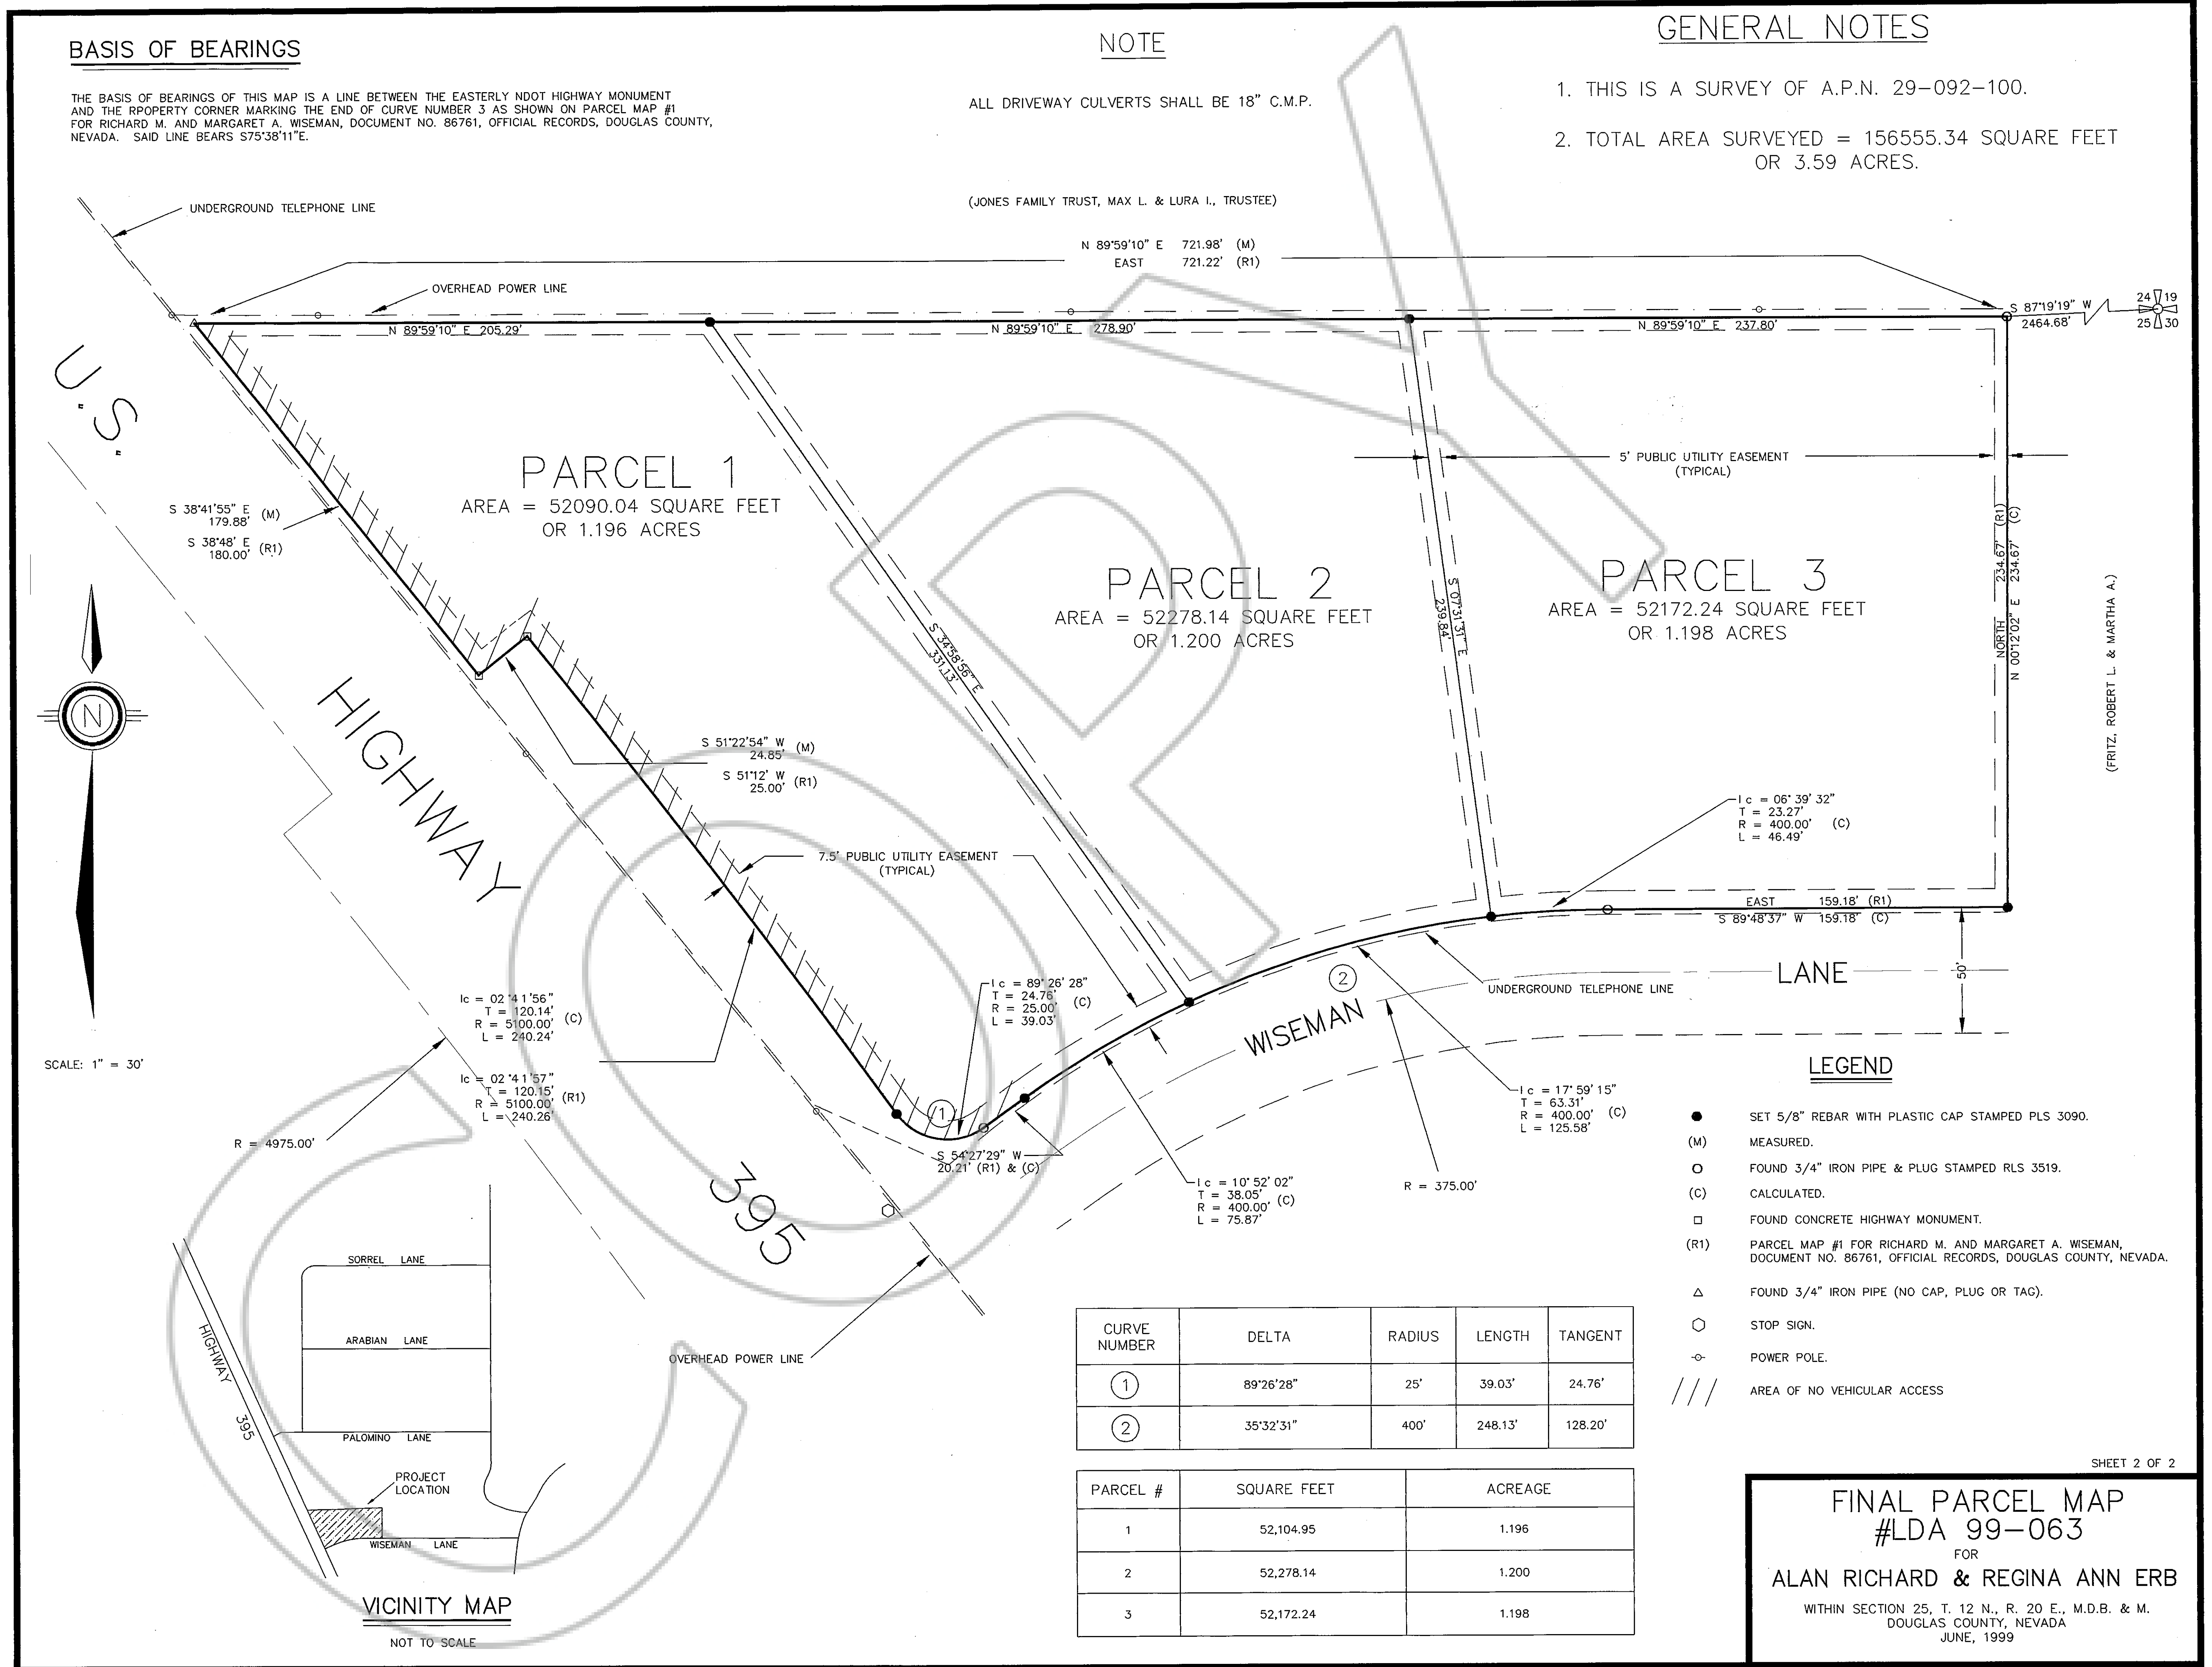 BASIS OF BEARINGS
THE BASIS OF BEARINGS OF THIS MAP IS A LINE BETWEEN THE EASTERLY NDOT HIGHWAY MONUMENT
AND THE RPOPERTY CORNER MARKING THE END OF CURVE NUMBER 3 AS SHOWN ON PARCEL MAP #1
FOR RICHARD M. AND MARGARET A. WISEMAN, DOCUMENT NO. 86761, OFFICIAL RECORDS, DOUGLAS COUNTY,
NEVADA. SAID LINE BEARS S75°38'11"E.
NOTE
ALL DRIVEWAY CULVERTS SHALL BE 18" C.M.P.
GENERAL NOTES
1. THIS IS A SURVEY OF A.P.N. 29-092-100.
2. TOTAL AREA SURVEYED = 156555.34 SQUARE FEET
OR 3.59 ACRES.
UNDERGROUND TELEPHONE LINE
(JONES FAMILY TRUST, MAX L. & LURA I., TRUSTEE)
N 89°59'10" E 721.98' (M)
EAST 721.22' (R1)
OVERHEAD POWER LINE
N 89°59'10" E 205.29'
N 89°59'10" E 278.90'
N 89°59'10" E 237.80'
S 87°19'19" W
2464.68'
24 19
25 30
U.S.
HIGHWAY
395
PARCEL 1
AREA = 52090.04 SQUARE FEET
OR 1.196 ACRES
PARCEL 2
AREA = 52278.14 SQUARE FEET
OR 1.200 ACRES
PARCEL 3
AREA = 52172.24 SQUARE FEET
OR 1.198 ACRES
5' PUBLIC UTILITY EASEMENT
(TYPICAL)
S 38°41'55" E (M)
179.88'
S 38°48' E (R1)
180.00'
S 34°58'56" E
331.13'
S 07°31'31" E
239.84'
NORTH 234.67' (R1)
N 00°12'02" E 234.67' (C)
(FRITZ, ROBERT L. & MARTHA A.)
N
SCALE: 1" = 30'
S 51°22'54" W (M)
24.85'
S 51°12' W (R1)
25.00'
7.5' PUBLIC UTILITY EASEMENT
(TYPICAL)
Ic = 06°39'32"
T = 23.27'
R = 400.00' (C)
L = 46.49'
EAST 159.18' (R1)
S 89°48'37" W 159.18' (C)
Ic = 02°41'56"
T = 120.14'
R = 5100.00' (C)
L = 240.24'
Ic = 02°41'57"
T = 120.15'
R = 5100.00' (R1)
L = 240.26'
Ic = 89°26'28"
T = 24.76' (C)
R = 25.00'
L = 39.03'
R = 4975.00'
1
S 54°27'29" W
20.21' (R1) & (C)
2
WISEMAN
LANE
50'
UNDERGROUND TELEPHONE LINE
Ic = 17°59'15"
T = 63.31'
R = 400.00' (C)
L = 125.58'
Ic = 10°52'02"
T = 38.05'
R = 400.00' (C)
L = 75.87'
R = 375.00'
OVERHEAD POWER LINE
LEGEND
SET 5/8" REBAR WITH PLASTIC CAP STAMPED PLS 3090.
(M) MEASURED.
FOUND 3/4" IRON PIPE & PLUG STAMPED RLS 3519.
(C) CALCULATED.
FOUND CONCRETE HIGHWAY MONUMENT.
(R1) PARCEL MAP #1 FOR RICHARD M. AND MARGARET A. WISEMAN,
DOCUMENT NO. 86761, OFFICIAL RECORDS, DOUGLAS COUNTY, NEVADA.
FOUND 3/4" IRON PIPE (NO CAP, PLUG OR TAG).
STOP SIGN.
POWER POLE.
AREA OF NO VEHICULAR ACCESS
SORREL LANE
ARABIAN LANE
PALOMINO LANE
HIGHWAY 395
PROJECT
LOCATION
WISEMAN LANE
VICINITY MAP
NOT TO SCALE
CURVE NUMBER DELTA RADIUS LENGTH TANGENT
1 89°26'28" 25' 39.03' 24.76'
2 35°32'31" 400' 248.13' 128.20'
PARCEL # SQUARE FEET ACREAGE
1 52,104.95 1.196
2 52,278.14 1.200
3 52,172.24 1.198
SHEET 2 OF 2
FINAL PARCEL MAP
#LDA 99-063
FOR
ALAN RICHARD & REGINA ANN ERB
WITHIN SECTION 25, T. 12 N., R. 20 E., M.D.B. & M.
DOUGLAS COUNTY, NEVADA
JUNE, 1999
COPY